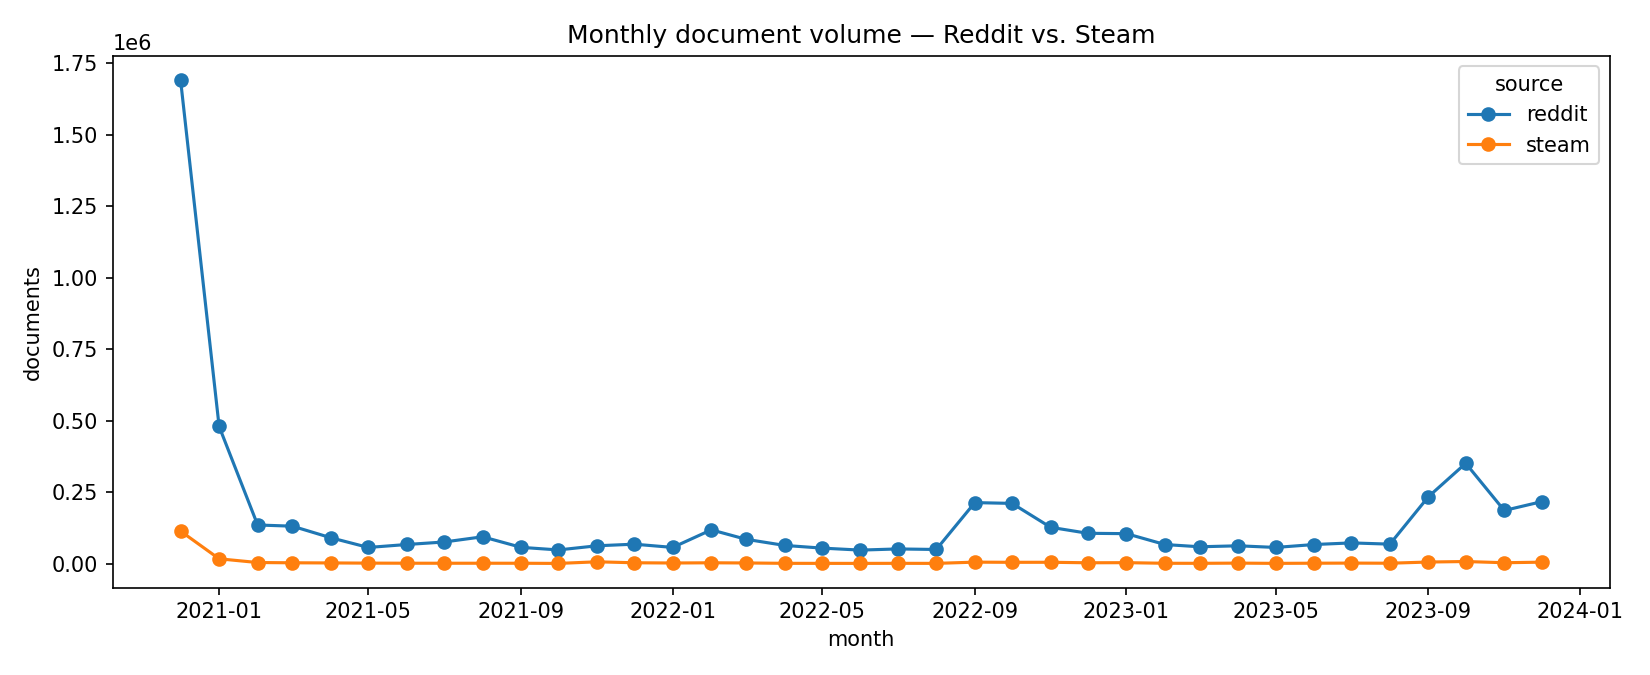 Monthly document volume — Reddit vs. Steam
1e6
1.75
1.50
1.25
1.00
0.75
0.50
0.25
0.00
documents
source
reddit
steam
2021-01 2021-05 2021-09 2022-01 2022-05 2022-09 2023-01 2023-05 2023-09 2024-01
month